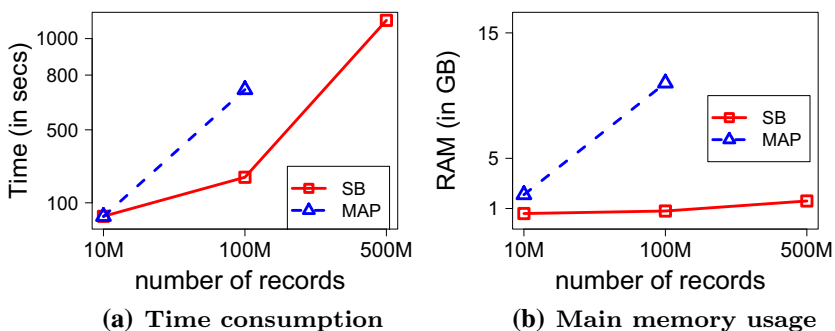 Time (in secs)
1000
800
500
100
SB
MAP
10M 100M 500M
number of records
(a) Time consumption
RAM (in GB)
15
5
1
SB
MAP
10M 100M 500M
number of records
(b) Main memory usage